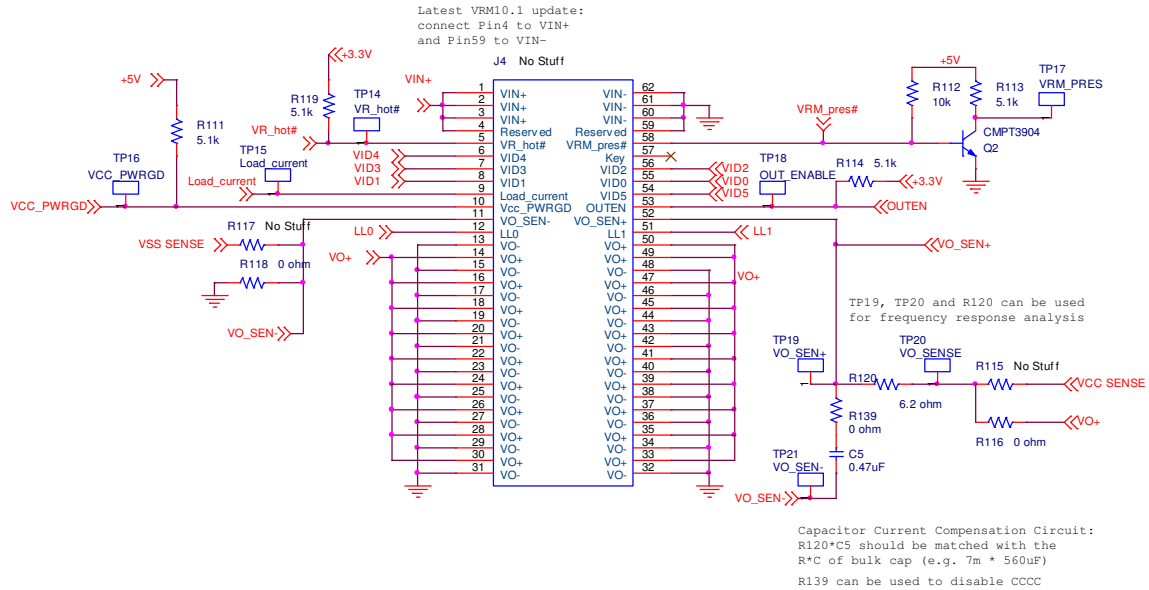 Latest VRM10.1 update:
connect Pin4 to VIN+
and Pin59 to VIN-
J4 No Stuff
+3.3V
+5V
VIN+
R119
5.1k
TP14
VR_hot#
R111
5.1k
VR_hot#
TP15
Load_current
TP16
VCC_PWRGD
Load_current
VCC_PWRGD
VID4
VID3
VID1
R117 No Stuff
VSS SENSE
R118 0 ohm
VO_SEN-
LL0
VO+
1 VIN+
2 VIN+
3 VIN+
4 Reserved
5 VR_hot#
6 VID4
7 VID3
8 VID1
9 Load_current
10 Vcc_PWRGD
11 VO_SEN-
12 LL0
13 VO-
14 VO+
15 VO-
16 VO+
17 VO-
18 VO+
19 VO-
20 VO+
21 VO-
22 VO+
23 VO-
24 VO+
25 VO-
26 VO+
27 VO-
28 VO+
29 VO-
30 VO+
31 VO-
VIN- 62
VIN- 61
VIN- 60
Reserved 59
VRM_pres# 58
Key 57
VID2 56
VID0 55
VID5 54
OUTEN 53
VO_SEN+ 52
LL1 51
VO+ 50
VO+ 49
VO- 48
VO+ 47
VO- 46
VO+ 45
VO- 44
VO+ 43
VO- 42
VO+ 41
VO- 40
VO+ 39
VO- 38
VO+ 37
VO- 36
VO+ 35
VO- 34
VO+ 33
VO- 32
+5V
TP17
VRM_PRES
R112
10k
R113
5.1k
VRM_pres#
CMPT3904
Q2
VID2
VID0
VID5
TP18
OUT_ENABLE
1
R114 5.1k
+3.3V
OUTEN
LL1
VO_SEN+
VO+
TP19, TP20 and R120 can be used
for frequency response analysis
TP19
VO_SEN+
1
TP20
VO_SENSE
1
R120
6.2 ohm
R115
No Stuff
VCC SENSE
VO+
R116 0 ohm
R139
0 ohm
C5
0.47uF
TP21
VO_SEN-
1
VO_SEN-
Capacitor Current Compensation Circuit:
R120*C5 should be matched with the
R*C of bulk cap (e.g. 7m * 560uF)
R139 can be used to disable CCCC